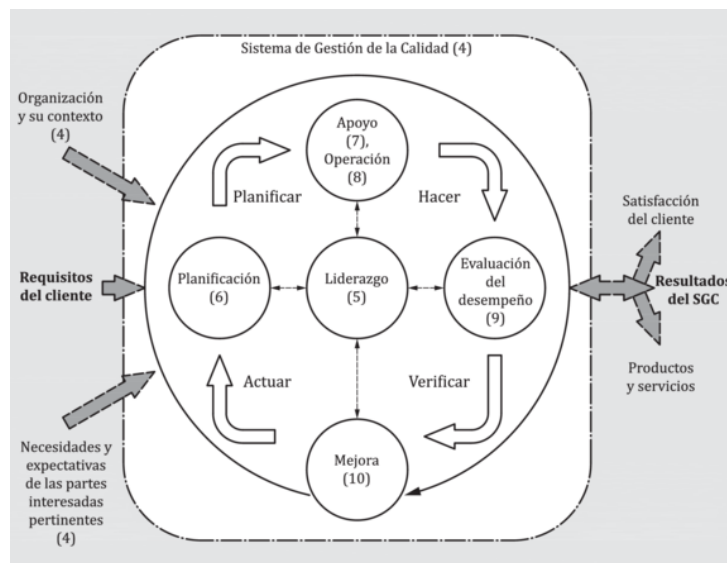 Sistema de Gestión de la Calidad (4)
Organización
y su contexto
(4)
Apoyo
(7),
Operación
(8)
Planificar
Hacer
Satisfacción
del cliente
Requisitos
del cliente
Planificación
(6)
Liderazgo
(5)
Evaluación
del
desempeño
(9)
Resultados
del SGC
Actuar
Verificar
Productos
y servicios
Necesidades y
expectativas
de las partes
interesadas
pertinentes
(4)
Mejora
(10)